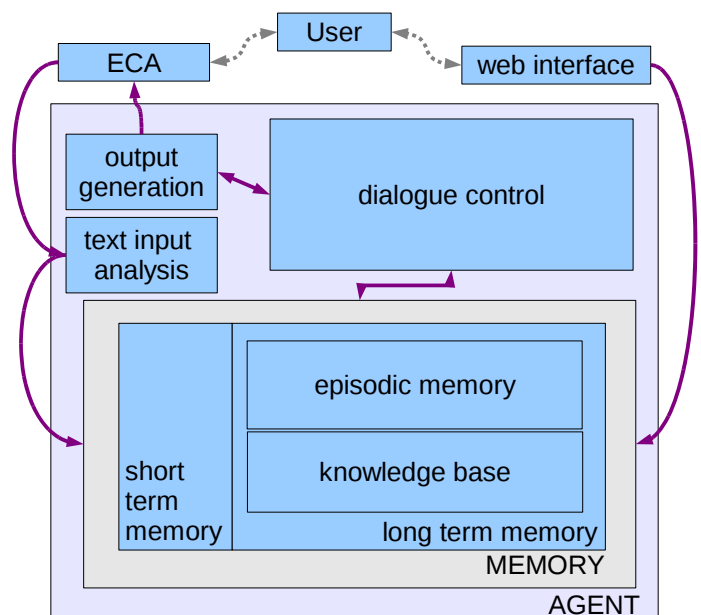 User
ECA
web interface
output
generation
dialogue control
text input
analysis
episodic memory
knowledge base
short
term
memory
long term memory
MEMORY
AGENT